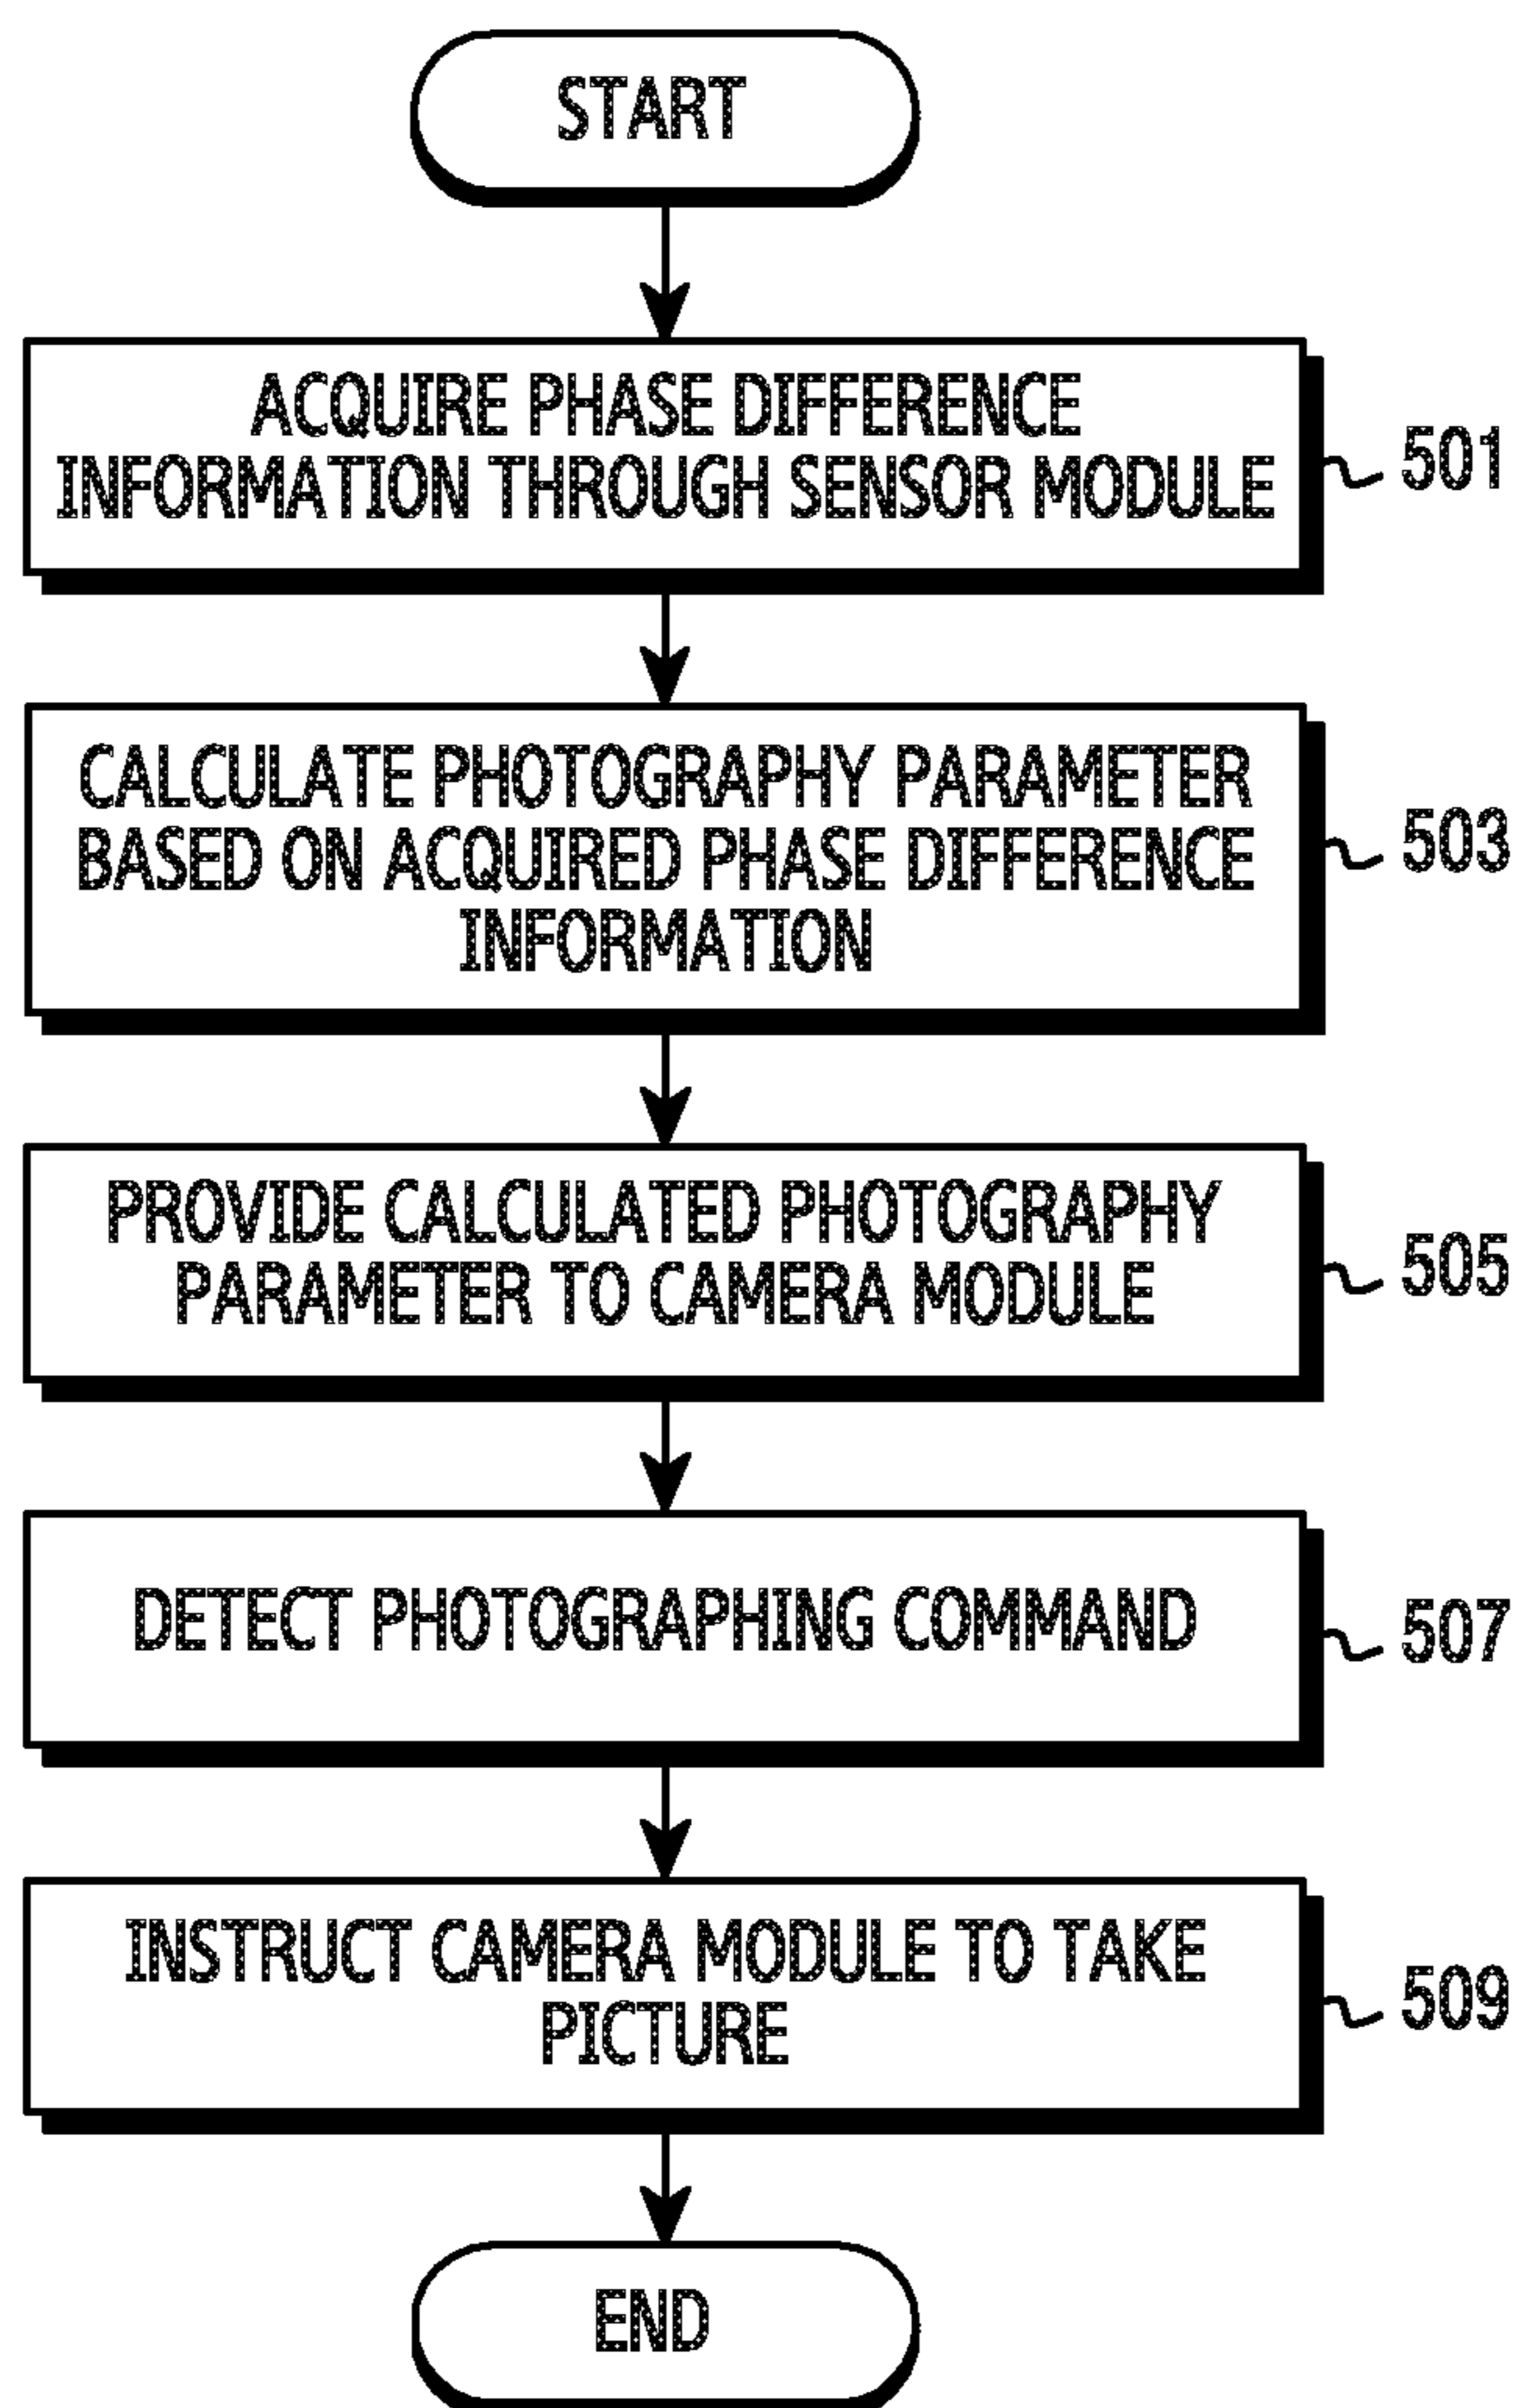 START
ACQUIRE PHASE DIFFERENCE
INFORMATION THROUGH SENSOR MODULE
501
CALCULATE PHOTOGRAPHY PARAMETER
BASED ON ACQUIRED PHASE DIFFERENCE
INFORMATION
503
PROVIDE CALCULATED PHOTOGRAPHY
PARAMETER TO CAMERA MODULE
505
DETECT PHOTOGRAPHING COMMAND
507
INSTRUCT CAMERA MODULE TO TAKE
PICTURE
509
END